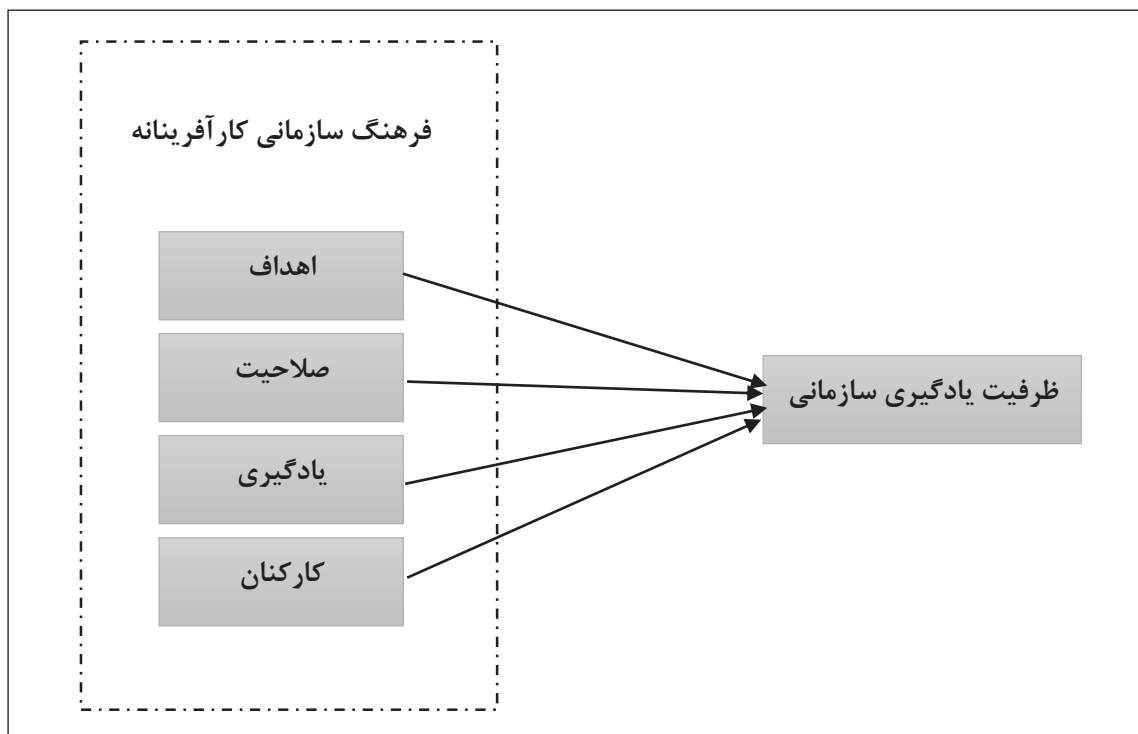 فرهنگ سازمانی کارآفرینانه
اهداف
صلاحیت
یادگیری
کارکنان
ظرفیت یادگیری سازمانی